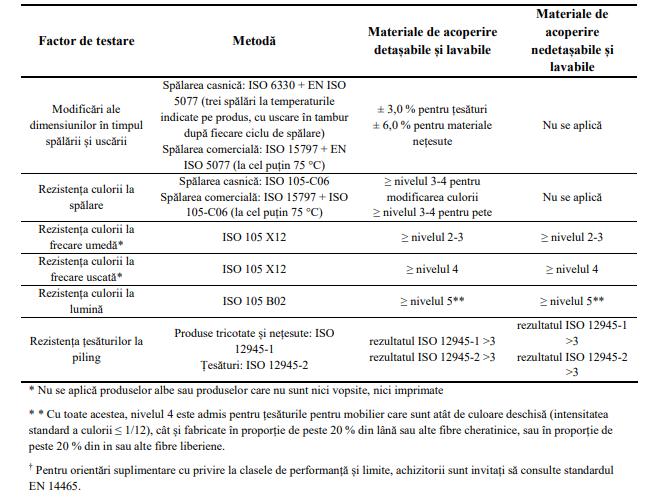 Factor de testare
Metodă
Materiale de acoperire
detașabile și lavabile
Materiale de
acoperire
nedetașabile și
lavabile
Modificări ale
dimensiunilor în timpul
spălării și uscării
Spălarea casnică: ISO 6330 + EN ISO
5077 (trei spălări la temperaturile
indicate pe produs, cu uscare în tambur
după fiecare ciclu de spălare)
Spălarea comercială: ISO 15797 + EN
ISO 5077 (la cel puțin 75 °C)
± 3,0 % pentru țesături
± 6,0 % pentru materiale
nețesute
Nu se aplică
Rezistența culorii la
spălare
Spălarea casnică: ISO 105-C06
Spălarea comercială: ISO 15797 + ISO
105-C06 (la cel puțin 75 °C)
≥ nivelul 3-4 pentru
modificarea culorii
≥ nivelul 3-4 pentru pete
Nu se aplică
Rezistența culorii la
frecare umedă*
ISO 105 X12
≥ nivelul 2-3
≥ nivelul 2-3
Rezistența culorii la
frecare uscată*
ISO 105 X12
≥ nivelul 4
≥ nivelul 4
Rezistența culorii la
lumină
ISO 105 B02
≥ nivelul 5**
≥ nivelul 5**
Rezistența țesăturilor la
piling
Produse tricotate și nețesute: ISO
12945-1
Țesături: ISO 12945-2
rezultatul ISO 12945-1 >3
rezultatul ISO 12945-2 >3
rezultatul ISO 12945-1
>3
rezultatul ISO 12945-2
>3
* Nu se aplică produselor albe sau produselor care nu sunt nici vopsite, nici imprimate
* * Cu toate acestea, nivelul 4 este admis pentru țesăturile pentru mobilier care sunt atât de culoare deschisă (intensitatea
standard a culorii ≤ 1/12), cât și fabricate în proporție de peste 20 % din lână sau alte fibre cheratinice, sau în proporție de
peste 20 % din in sau alte fibre liberiene.
† Pentru orientări suplimentare cu privire la clasele de performanță și limite, achizitorii sunt invitați să consulte standardul
EN 14465.